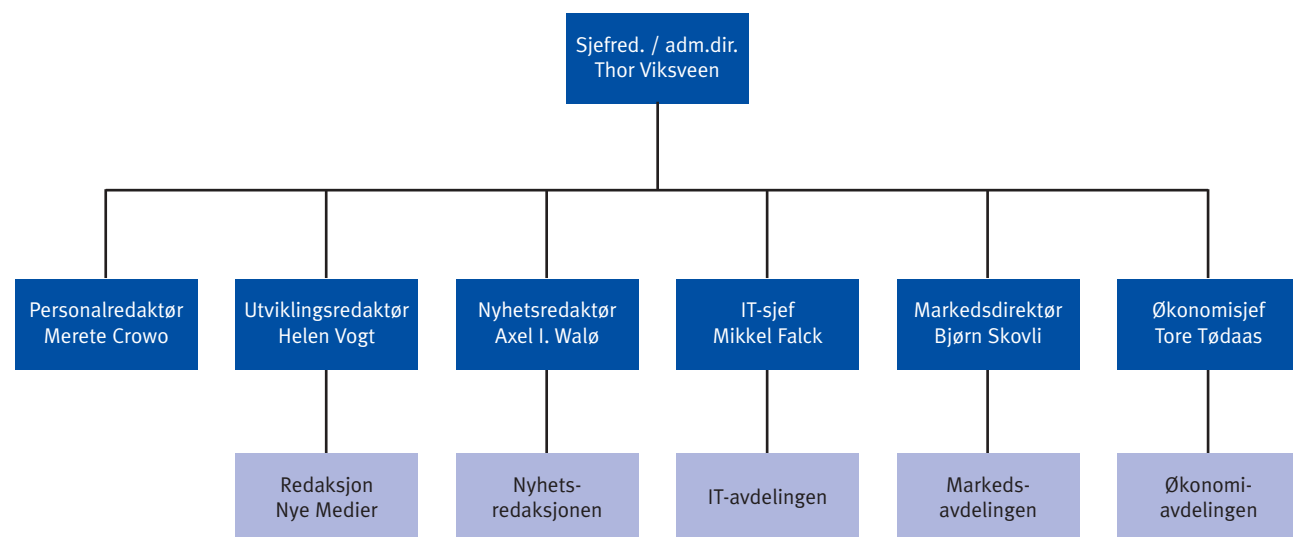 Sjefred. / adm.dir.
Thor Viksveen
Personalredaktør
Merete Crowo
Utviklingsredaktør
Helen Vogt
Nyhetsredaktør
Axel I. Walø
IT-sjef
Mikkel Falck
Markedsdirektør
Bjørn Skovli
Økonomisjef
Tore Tødaas
Redaksjon
Nye Medier
Nyhets-
redaksjonen
IT-avdelingen
Markeds-
avdelingen
Økonomi-
avdelingen